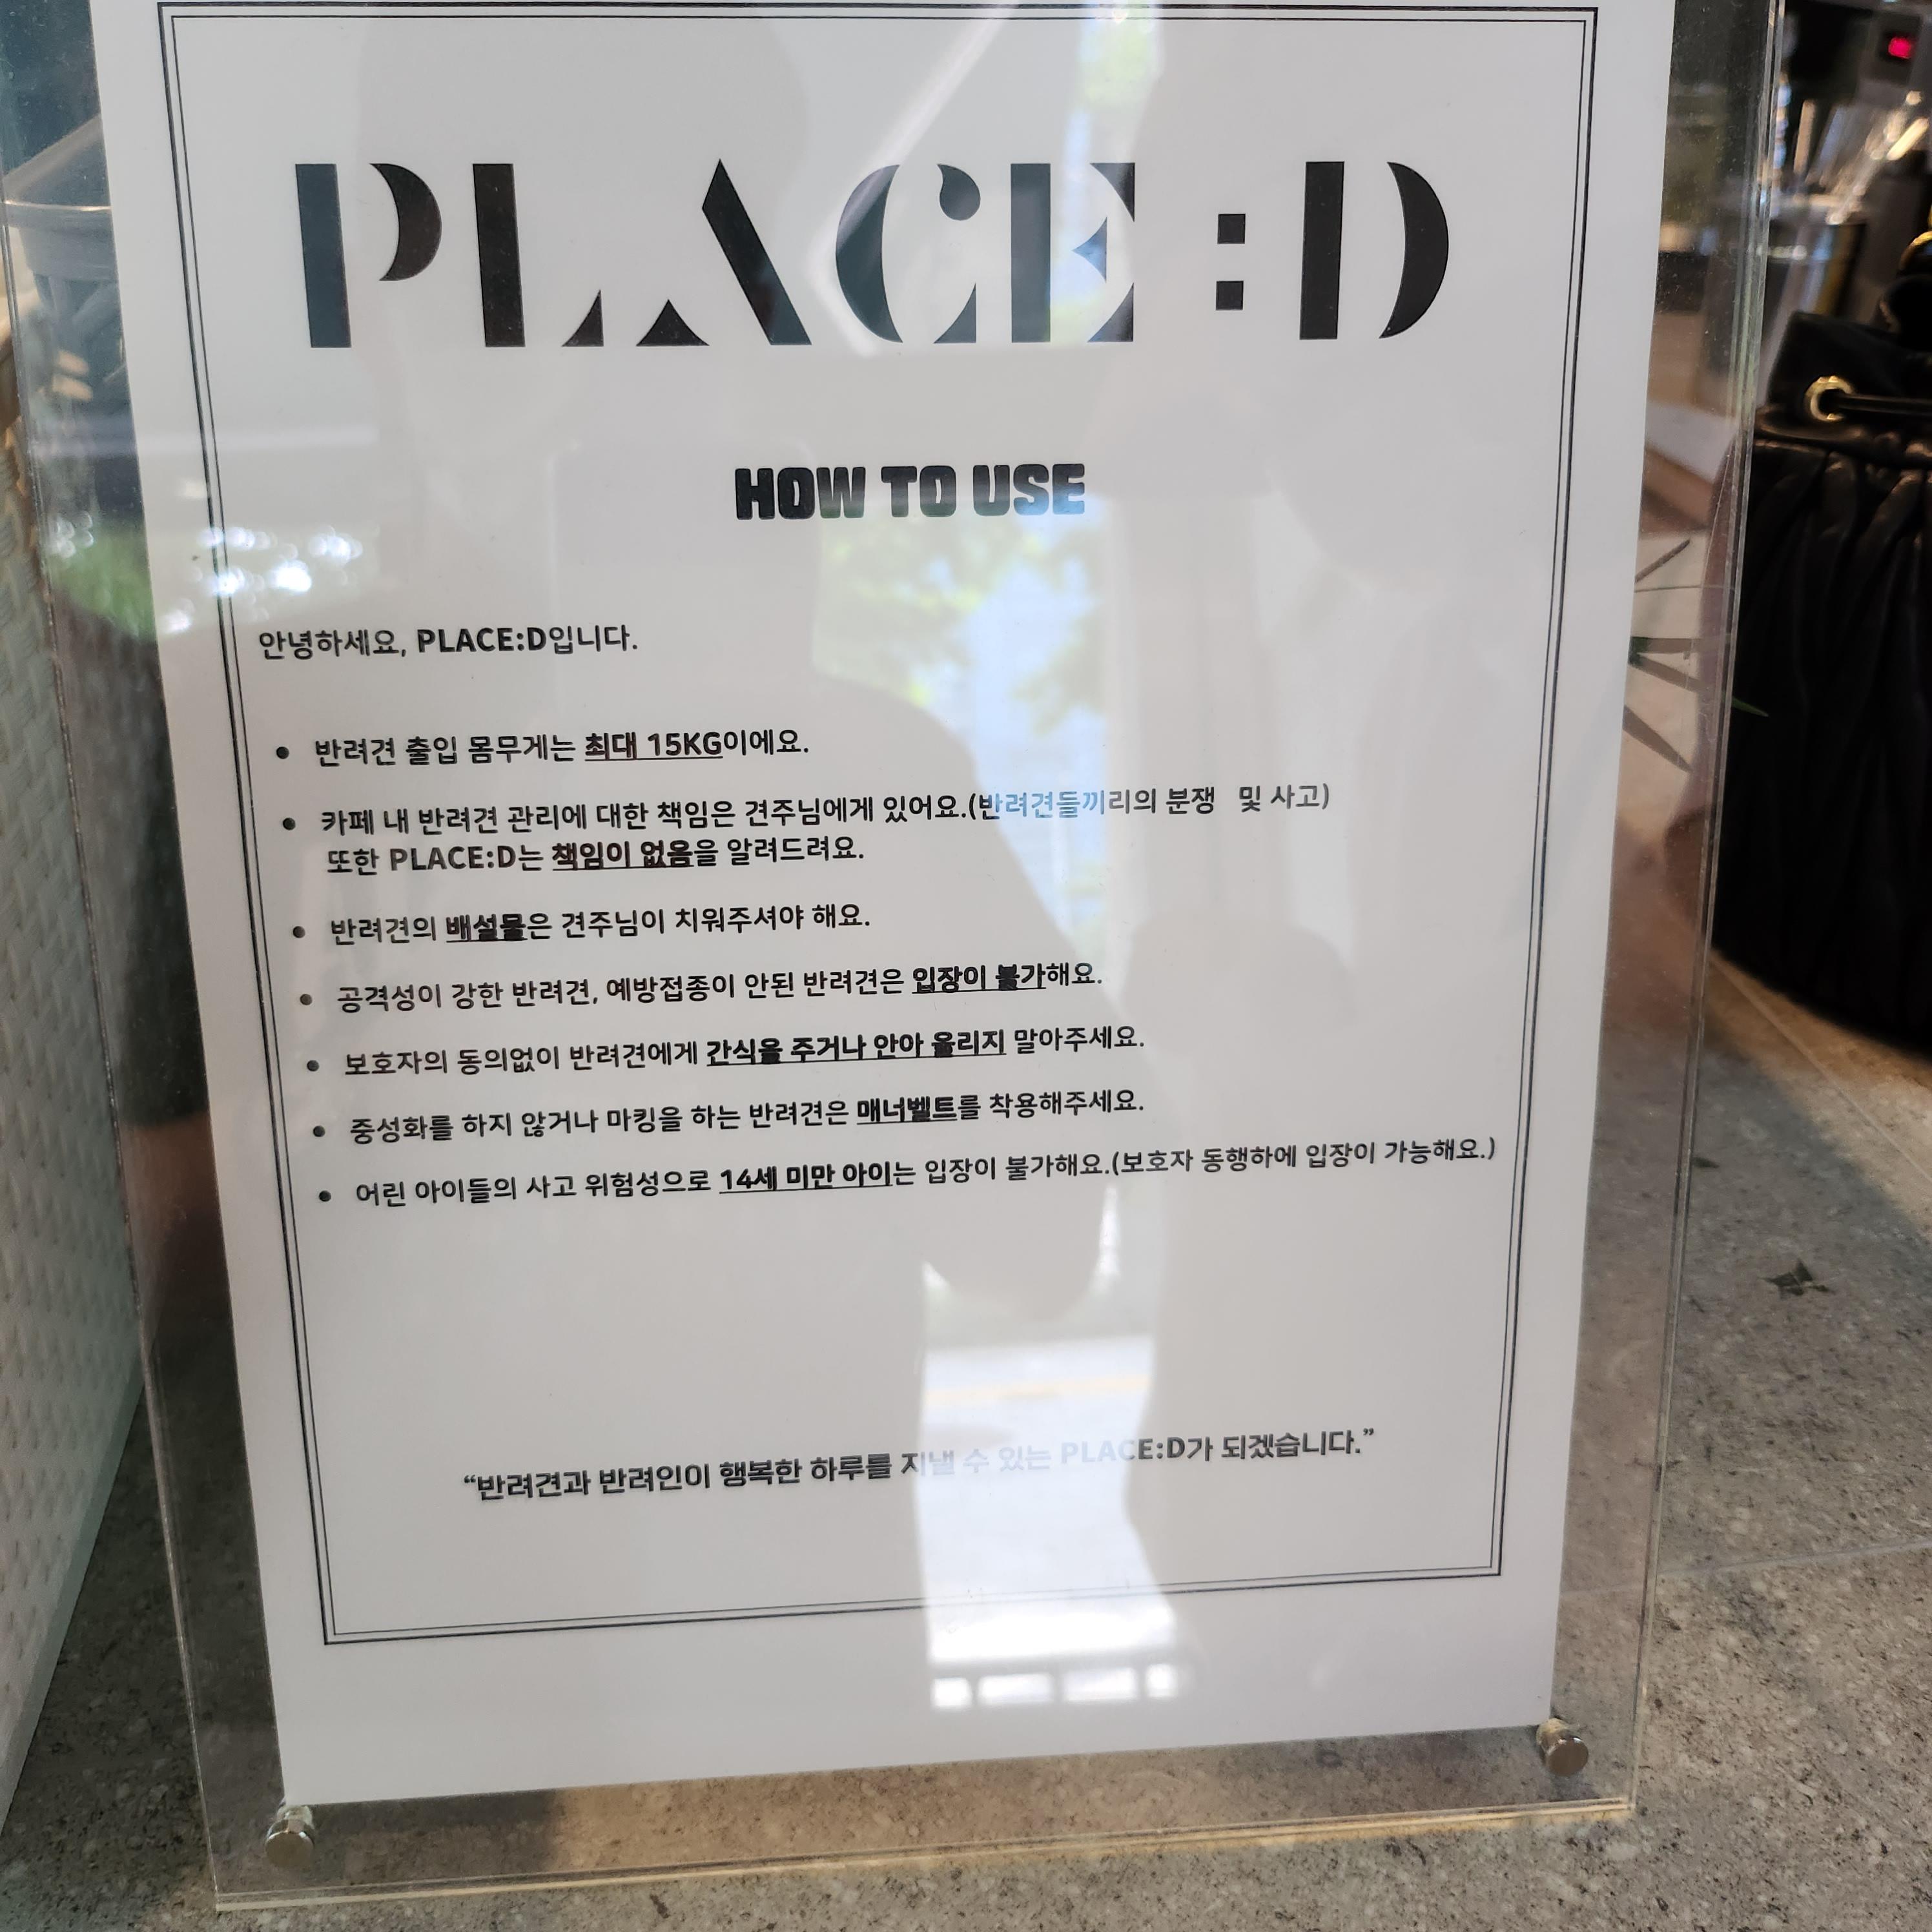 PLACE:D
HOW TO USE
안녕하세요, PLACE:D입니다.
• 반려견 출입 몸무게는 최대 15KG이에요.
• 카페 내 반려견 관리에 대한 책임은 견주님에게 있어요.(반려견들끼리의 분쟁 및 사고)
또한 PLACE:D는 책임이 없음을 알려드려요.
• 반려견의 배설물은 견주님이 치워주셔야 해요.
• 공격성이 강한 반려견, 예방접종이 안된 반려견은 입장이 불가해요.
• 보호자의 동의없이 반려견에게 간식을 주거나 안아 올리지 말아주세요.
• 중성화를 하지 않거나 마킹을 하는 반려견은 매너벨트를 착용해주세요.
• 어린 아이들의 사고 위험성으로 14세 미만 아이는 입장이 불가해요.(보호자 동행하에 입장이 가능해요.)
“반려견과 반려인이 행복한 하루를 지낼 수 있는 PLACE:D가 되겠습니다.”